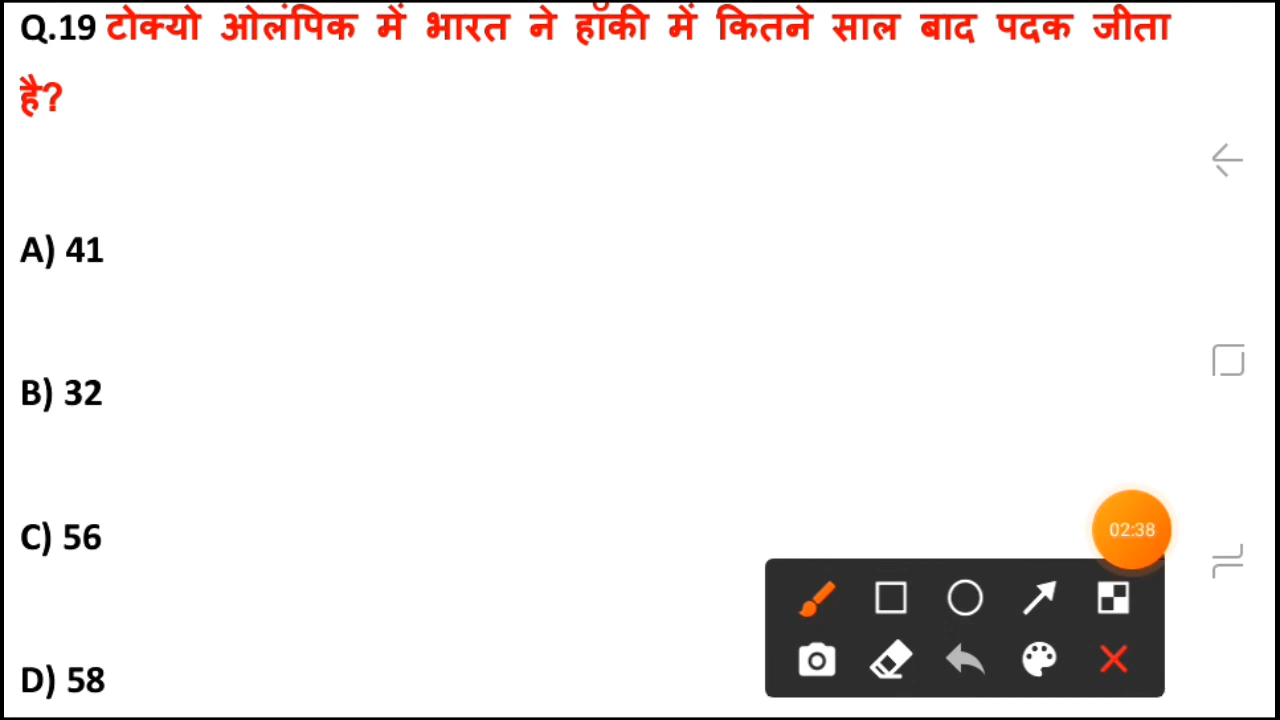 Q.19 टोक्यो ओलंपिक में भारत ने हॉकी में कितने साल बाद पदक जीता
है?
A) 41
B) 32
C) 56
02:38
D) 58